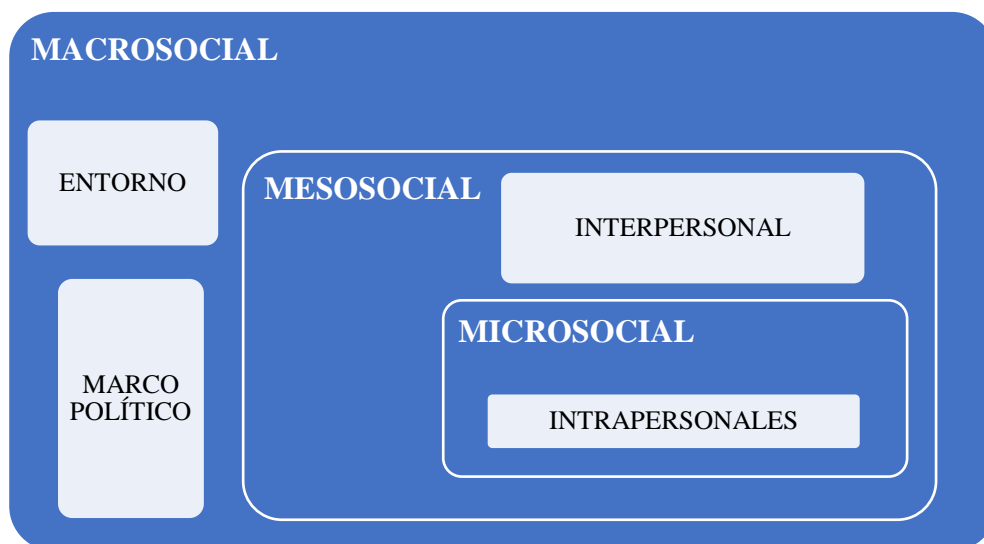 MACROSOCIAL
ENTORNO
MARCO
POLÍTICO
MESOSOCIAL
INTERPERSONAL
MICROSOCIAL
INTRAPERSONALES